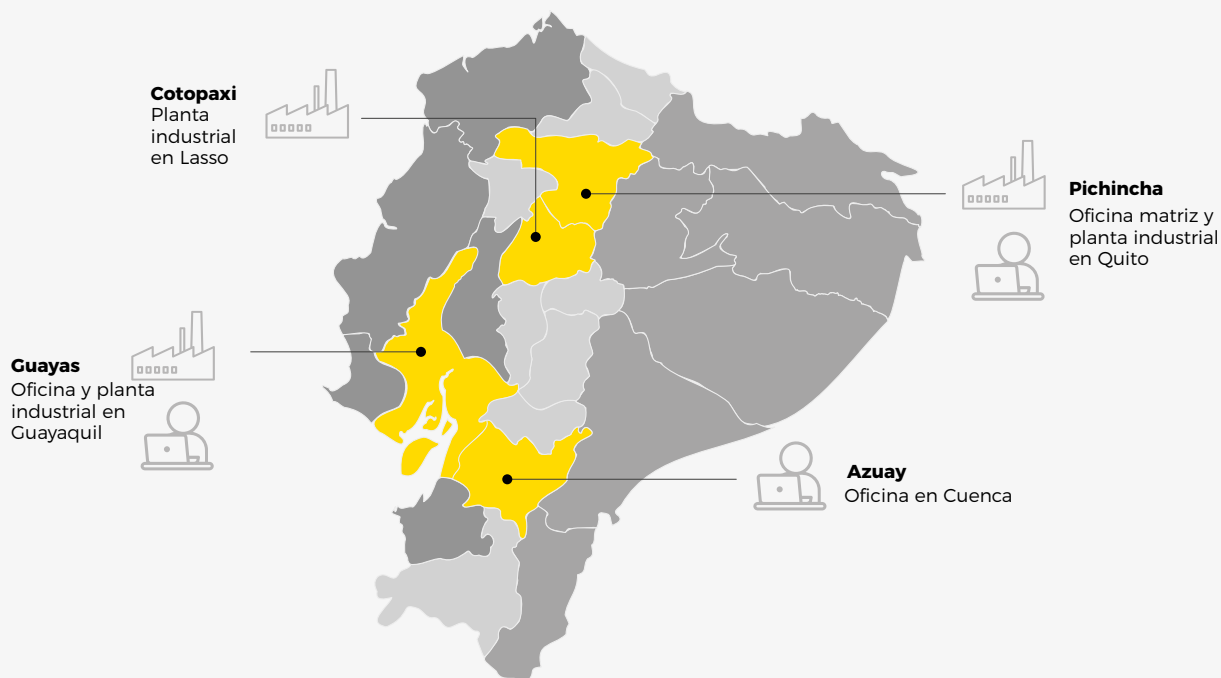 Cotopaxi
Planta
industrial
en Lasso
Pichincha
Oficina matriz y
planta industrial
en Quito
Guayas
Oficina y planta
industrial en
Guayaquil
Azuay
Oficina en Cuenca